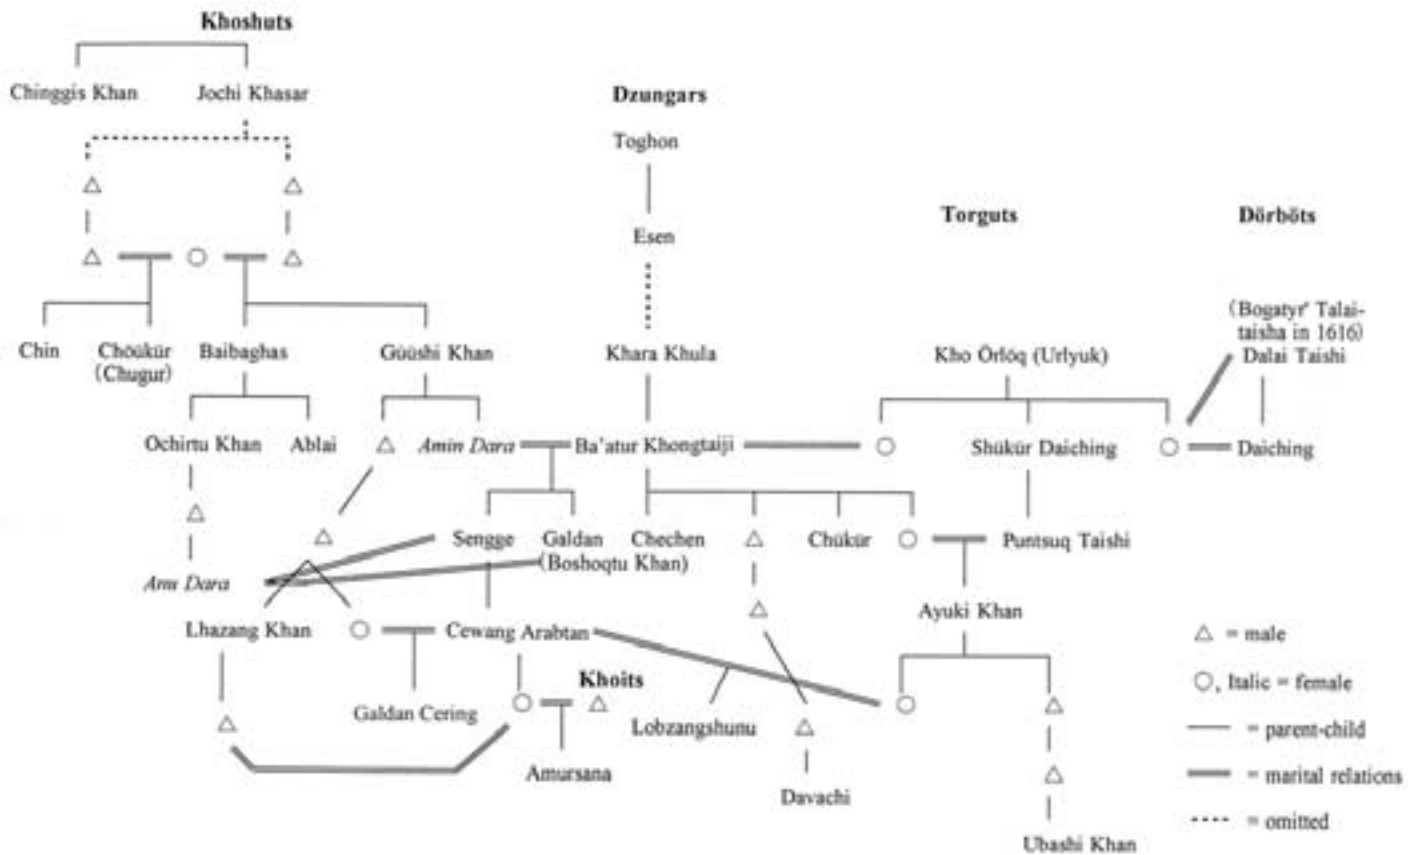 Khoshuts
Chinggis Khan Jochi Khasar
Dzungars
Toghon
Torguts Dörböts
Esen
(Bogatyr' Talai-
taisha in 1616)
Chin Chöükür Baibaghas Güüshi Khan Khara Khula Kho Örlöq (Urlyuk) Dalai Taishi
(Chugur)
Ochirtu Khan Ablai Amin Dara Ba'atur Khongtaiji Shükür Daiching Daiching
Sengge Galdan Chechen Chükür Puntsuq Taishi
(Boshoqtu Khan)
Anu Dara
Ayuki Khan
Lhazang Khan Cewang Arabtan
= male
Khoits
, Italic = female
Galdan Cering Lobzangshunu
= parent-child
Amursana
= marital relations
Davachi
= omitted
Ubashi Khan